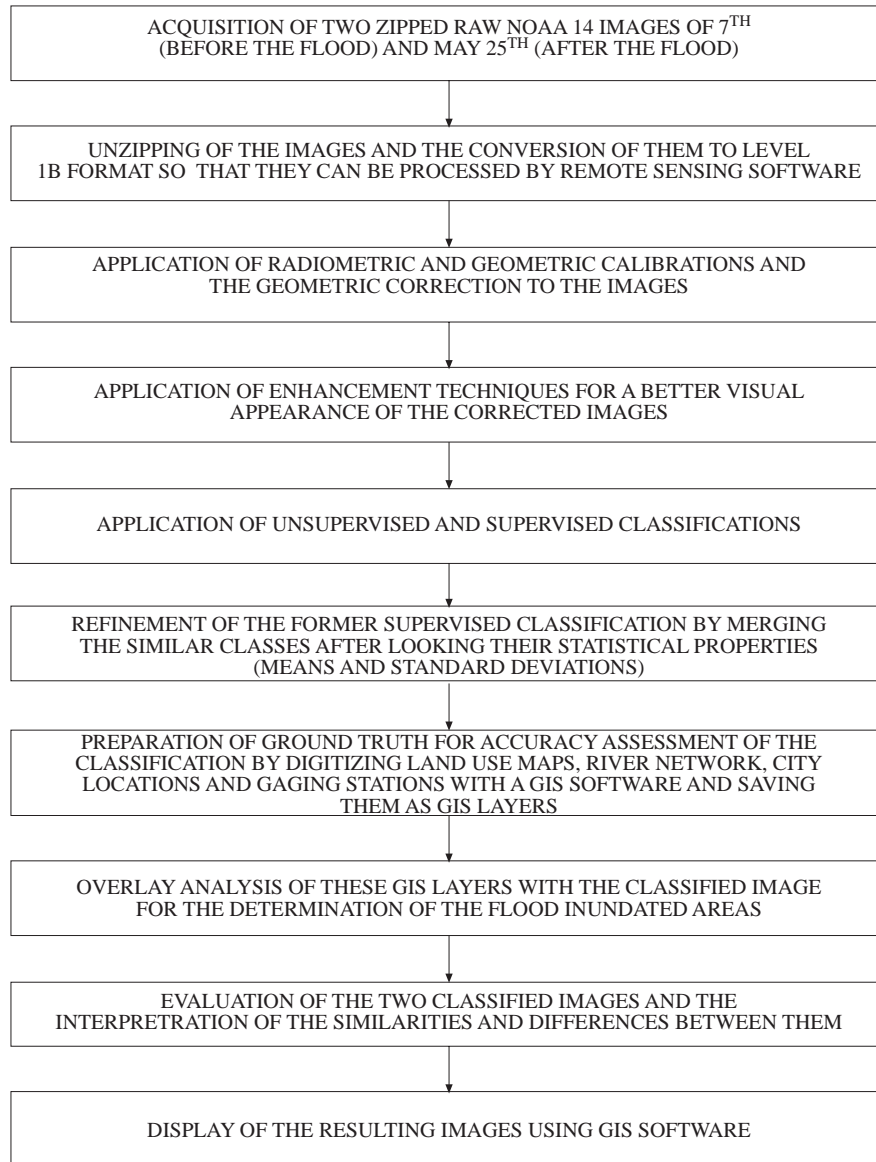 ACQUISITION OF TWO ZIPPED RAW NOAA 14 IMAGES OF 7TH
(BEFORE THE FLOOD) AND MAY 25TH (AFTER THE FLOOD)
UNZIPPING OF THE IMAGES AND THE CONVERSION OF THEM TO LEVEL
1B FORMAT SO THAT THEY CAN BE PROCESSED BY REMOTE SENSING SOFTWARE
APPLICATION OF RADIOMETRIC AND GEOMETRIC CALIBRATIONS AND
THE GEOMETRIC CORRECTION TO THE IMAGES
APPLICATION OF ENHANCEMENT TECHNIQUES FOR A BETTER VISUAL
APPEARANCE OF THE CORRECTED IMAGES
APPLICATION OF UNSUPERVISED AND SUPERVISED CLASSIFICATIONS
REFINEMENT OF THE FORMER SUPERVISED CLASSIFICATION BY MERGING
THE SIMILAR CLASSES AFTER LOOKING THEIR STATISTICAL PROPERTIES
(MEANS AND STANDARD DEVIATIONS)
PREPARATION OF GROUND TRUTH FOR ACCURACY ASSESSMENT OF THE
CLASSIFICATION BY DIGITIZING LAND USE MAPS, RIVER NETWORK, CITY
LOCATIONS AND GAGING STATIONS WITH A GIS SOFTWARE AND SAVING
THEM AS GIS LAYERS
OVERLAY ANALYSIS OF THESE GIS LAYERS WITH THE CLASSIFIED IMAGE
FOR THE DETERMINATION OF THE FLOOD INUNDATED AREAS
EVALUATION OF THE TWO CLASSIFIED IMAGES AND THE
INTERPRETRATION OF THE SIMILARITIES AND DIFFERENCES BETWEEN THEM
DISPLAY OF THE RESULTING IMAGES USING GIS SOFTWARE